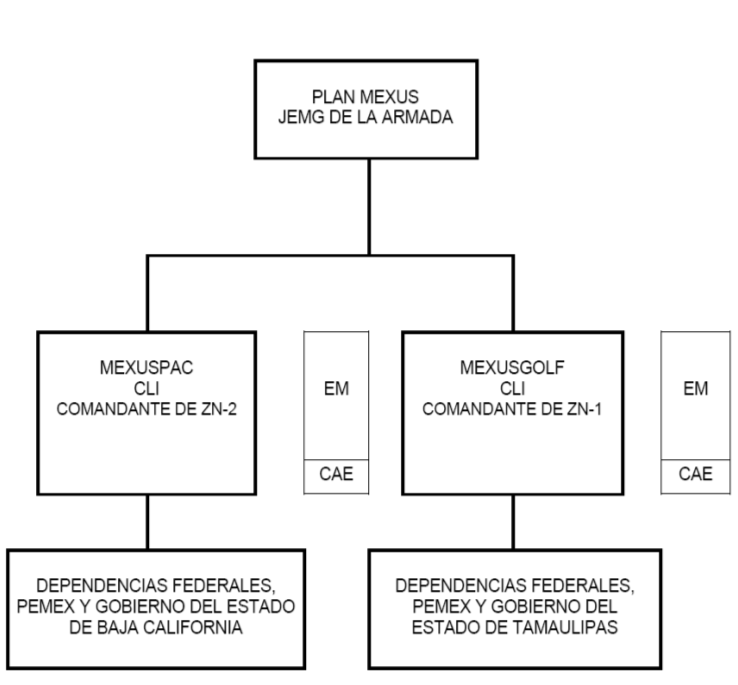 PLAN MEXUS
JEMG DE LA ARMADA
MEXUSPAC
CLI
COMANDANTE DE ZN-2
EM
CAE
MEXUSGOLF
CLI
COMANDANTE DE ZN-1
EM
CAE
DEPENDENCIAS FEDERALES,
PEMEX Y GOBIERNO DEL ESTADO
DE BAJA CALIFORNIA
DEPENDENCIAS FEDERALES,
PEMEX Y GOBIERNO DEL
ESTADO DE TAMAULIPAS